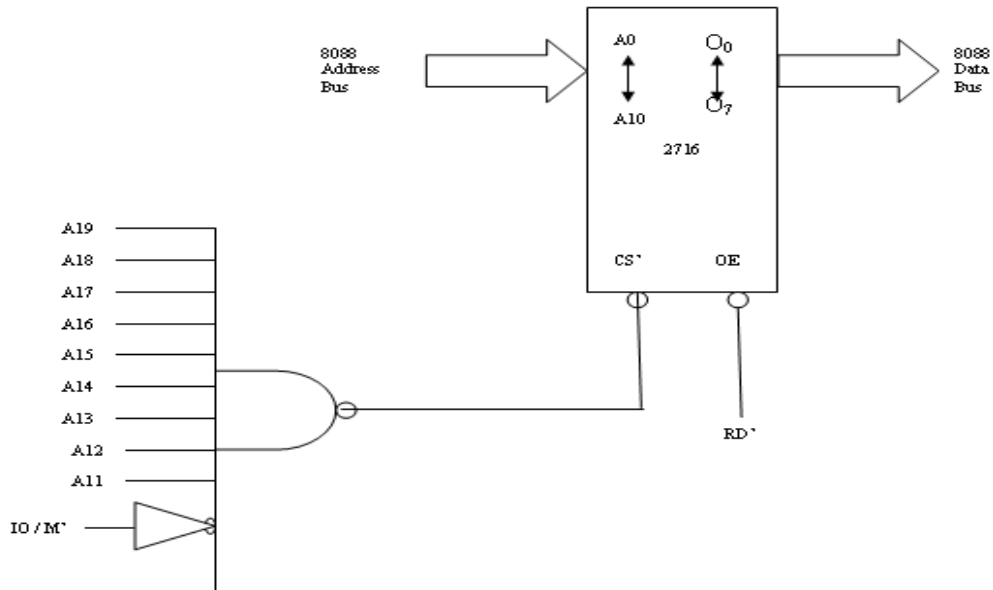 8088
Address
Bus
A0
A10
O0
O7
2716
CS`
OE
8088
Data
Bus
A19
A18
A17
A16
A15
A14
A13
A12
A11
IO / M`
RD`